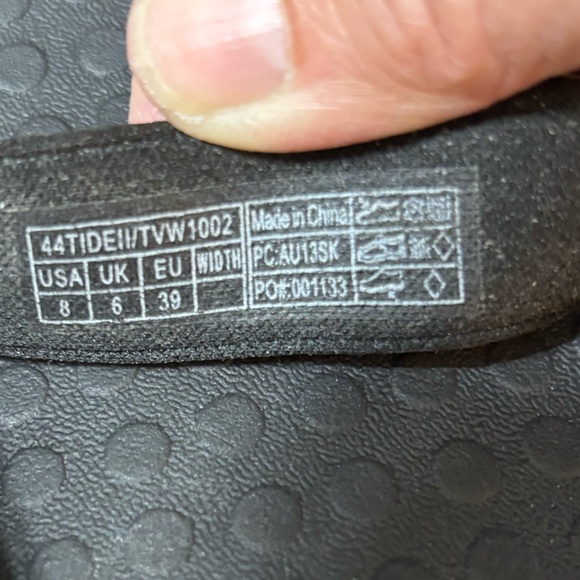 44TIDEII/TVW1002
USA UK EU WIDTH
8 6 39
Made in China
PC:AU13SK
PO#:001133